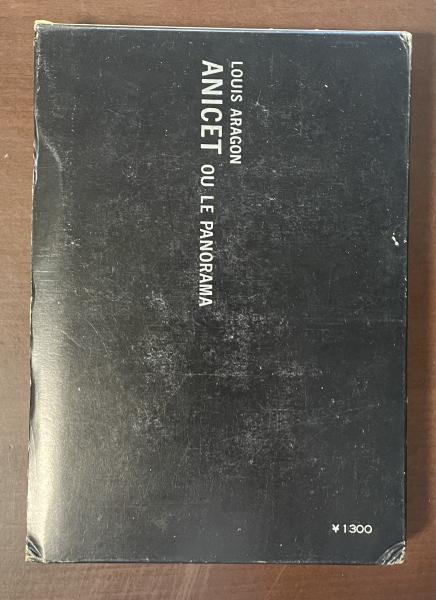 LOUIS ARAGON
ANICET OU LE PANORAMA
¥1300